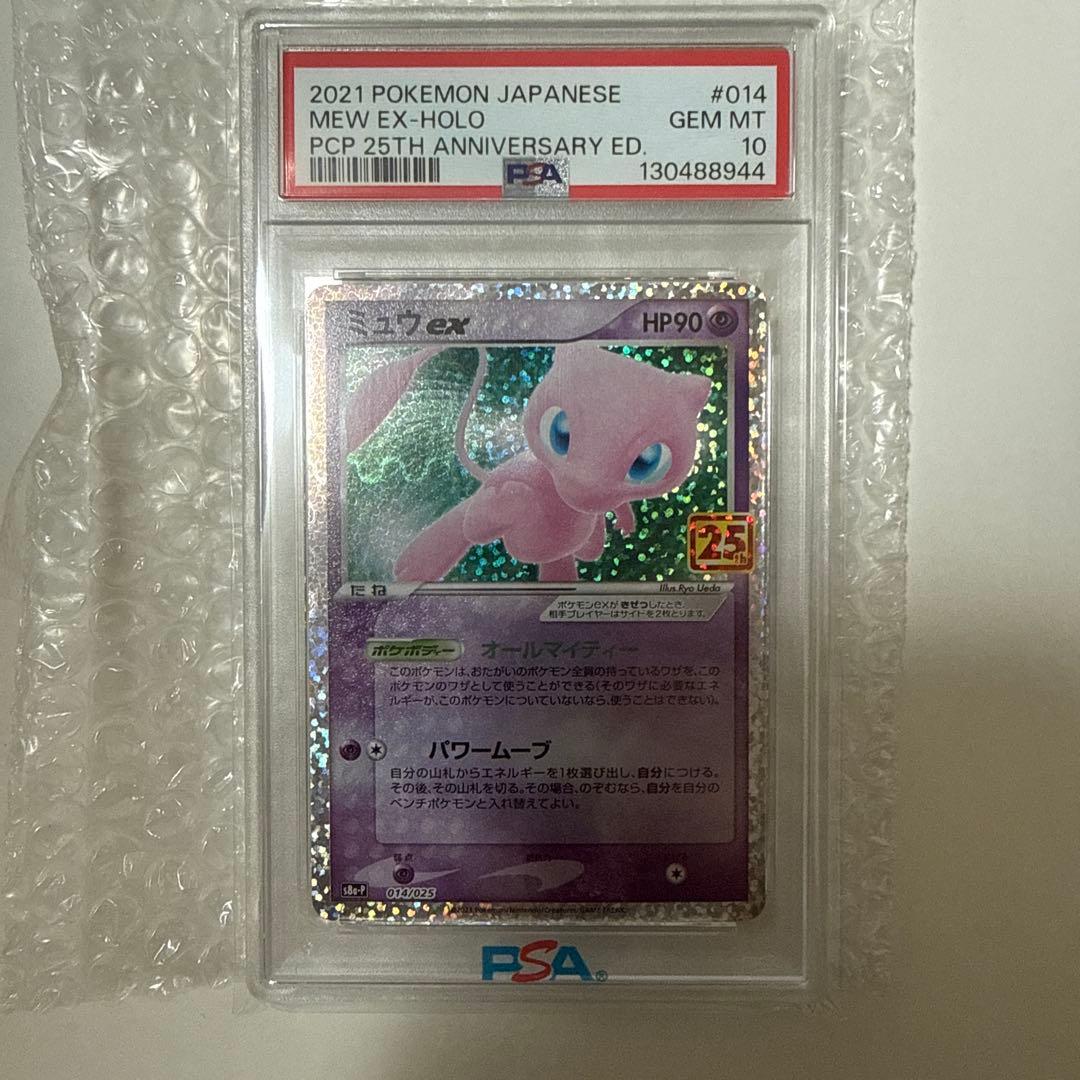 2021 POKEMON JAPANESE #014
MEW EX-HOLO GEM MT
PCP 25TH ANNIVERSARY ED. 10
PSA 130488944
ミュウex HP90
25th
たね
Illus. Ryo Ueda
ポケモンexがきぜつしたとき、
相手プレイヤーはサイドを2枚とります。
ポケボディー オールマイティー
このポケモンは、おたがいのポケモン全員の持っているワザを、この
ポケモンのワザとして使うことができる(そのワザに必要なエネ
ルギーが、このポケモンについていないなら、使うことはできない)。
パワームーブ
自分の山札からエネルギーを1枚選び出し、自分につける。
その後、その山札を切る。その場合、のぞむなら、自分を自分の
ベンチポケモンと入れ替えてよい。
弱点 抵抗力
s8a-P 014/025
©2021 Pokémon/Nintendo/Creatures/GAME FREAK.
PSA®